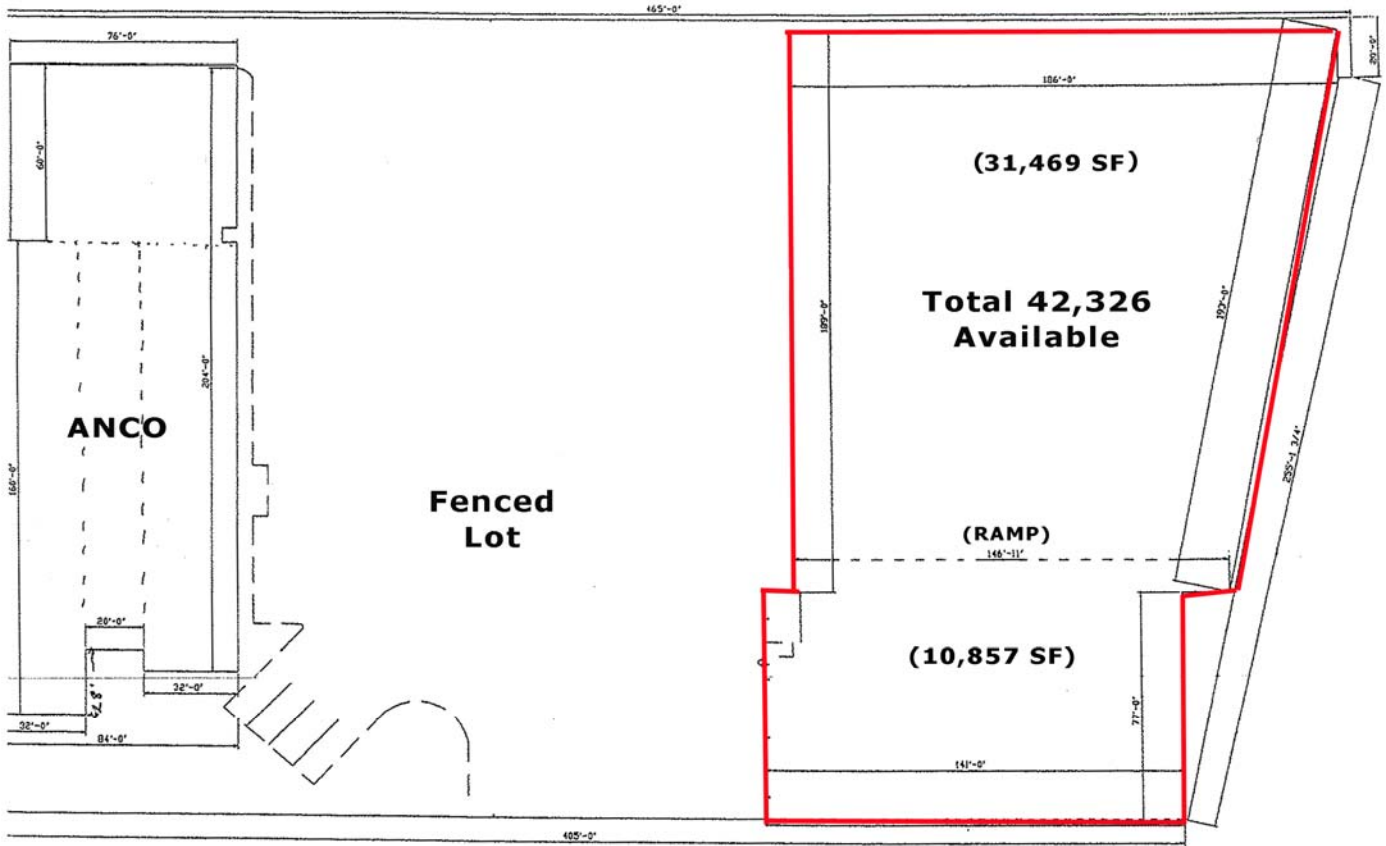 465'-0"
76'-0"
20'-0"
186'-0"
60'-0"
(31,469 SF)
Total 42,326
Available
193'-0"
189'-0"
204'-0"
ANCO
255'-1 3/4"
160'-0"
Fenced
Lot
(RAMP)
146'-11"
20'-0"
(10,857 SF)
32'-0"
32'-0"
77'-0"
84'-0"
141'-0"
405'-0"